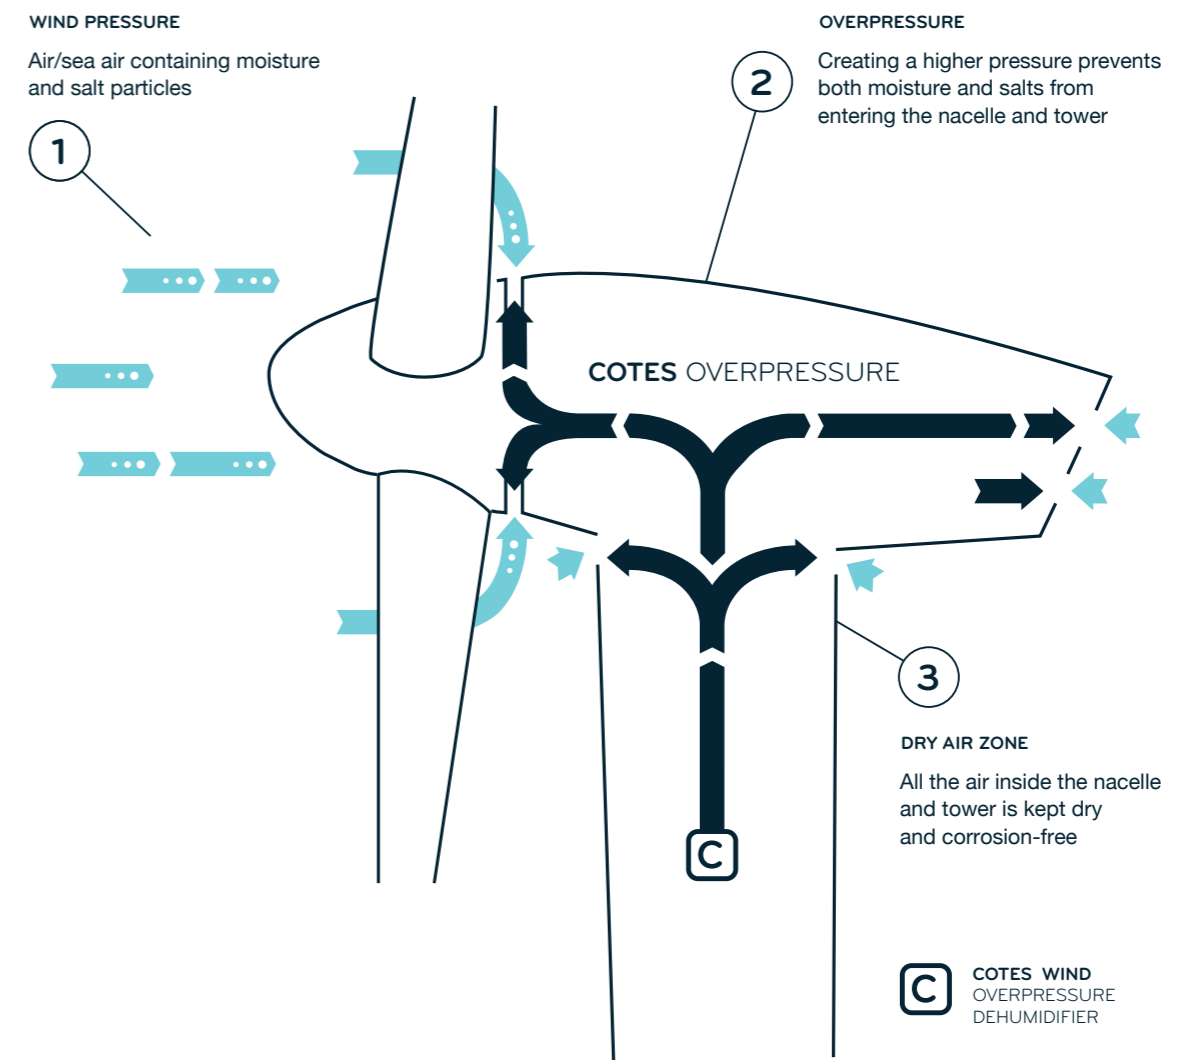 WIND PRESSURE
Air/sea air containing moisture
and salt particles
1
OVERPRESSURE
Creating a higher pressure prevents
both moisture and salts from
entering the nacelle and tower
2
COTES OVERPRESSURE
3
DRY AIR ZONE
All the air inside the nacelle
and tower is kept dry
and corrosion-free
C
C
COTES WIND
OVERPRESSURE
DEHUMIDIFIER